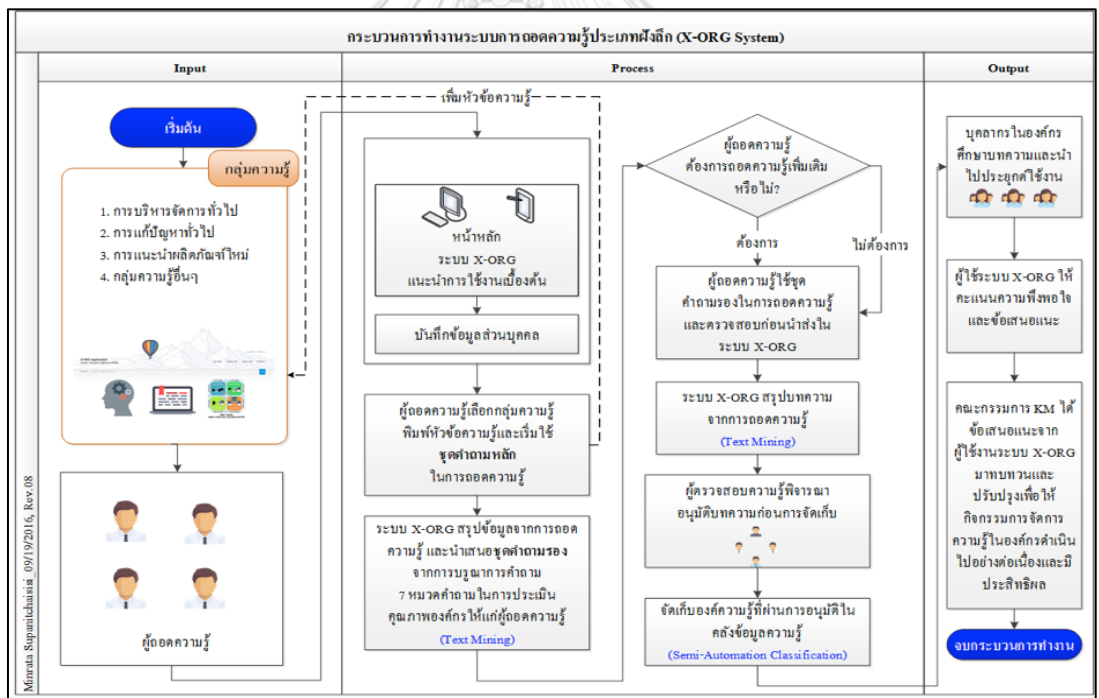 กระบวนการทำงานระบบการถอดความรู้ประเภทฝังลึก (X-ORG System)
Input
เริ่มต้น
กลุ่มความรู้
1. การบริหารจัดการทั่วไป
2. การแก้ปัญหาทั่วไป
3. การแนะนำผลิตภัณฑ์ใหม่
4. กลุ่มความรู้อื่นๆ
ผู้ถอดความรู้
Process
เพิ่มหัวข้อความรู้
หน้าหลัก
ระบบ X-ORG
แนะนำการใช้งานเบื้องต้น
บันทึกข้อมูลส่วนบุคคล
ผู้ถอดความรู้เลือกกลุ่มความรู้
พิมพ์หัวข้อความรู้และเริ่มใช้
ชุดคำถามหลัก
ในการถอดความรู้
ระบบ X-ORG สรุปข้อมูลจากการถอด
ความรู้ และนำเสนอชุดคำถามรอง
จากการบูรณาการคำถาม
7 หมวดคำถามในการประเมิน
คุณภาพองค์กรให้แก่ผู้ถอดความรู้
(Text Mining)
ผู้ถอดความรู้
ต้องการถอดความรู้เพิ่มเติม
หรือไม่?
ต้องการ
ไม่ต้องการ
ผู้ถอดความรู้ใช้ชุด
คำถามรองในการถอดความรู้
และตรวจสอบก่อนนำส่งใน
ระบบ X-ORG
ระบบ X-ORG สรุปบทความ
จากการถอดความรู้
(Text Mining)
ผู้ตรวจสอบความรู้พิจารณา
อนุมัติบทความก่อนการจัดเก็บ
จัดเก็บองค์ความรู้ที่ผ่านการอนุมัติใน
คลังข้อมูลความรู้
(Semi-Automation Classification)
Output
บุคลากรในองค์กร
ศึกษาบทความและนำ
ไปประยุกต์ใช้งาน
ผู้ใช้ระบบ X-ORG ให้
คะแนนความพึงพอใจ
และข้อเสนอแนะ
คณะกรรมการ KM ได้
ข้อเสนอแนะจาก
ผู้ใช้งานระบบ X-ORG
มาทบทวนและ
ปรับปรุงเพื่อให้
กิจกรรมการจัดการ
ความรู้ในองค์กรดำเนิน
ไปอย่างต่อเนื่องและมี
ประสิทธิผล
จบกระบวนการทำงาน
Minrata Supanichaisisi_09/19/2016, Rev.08